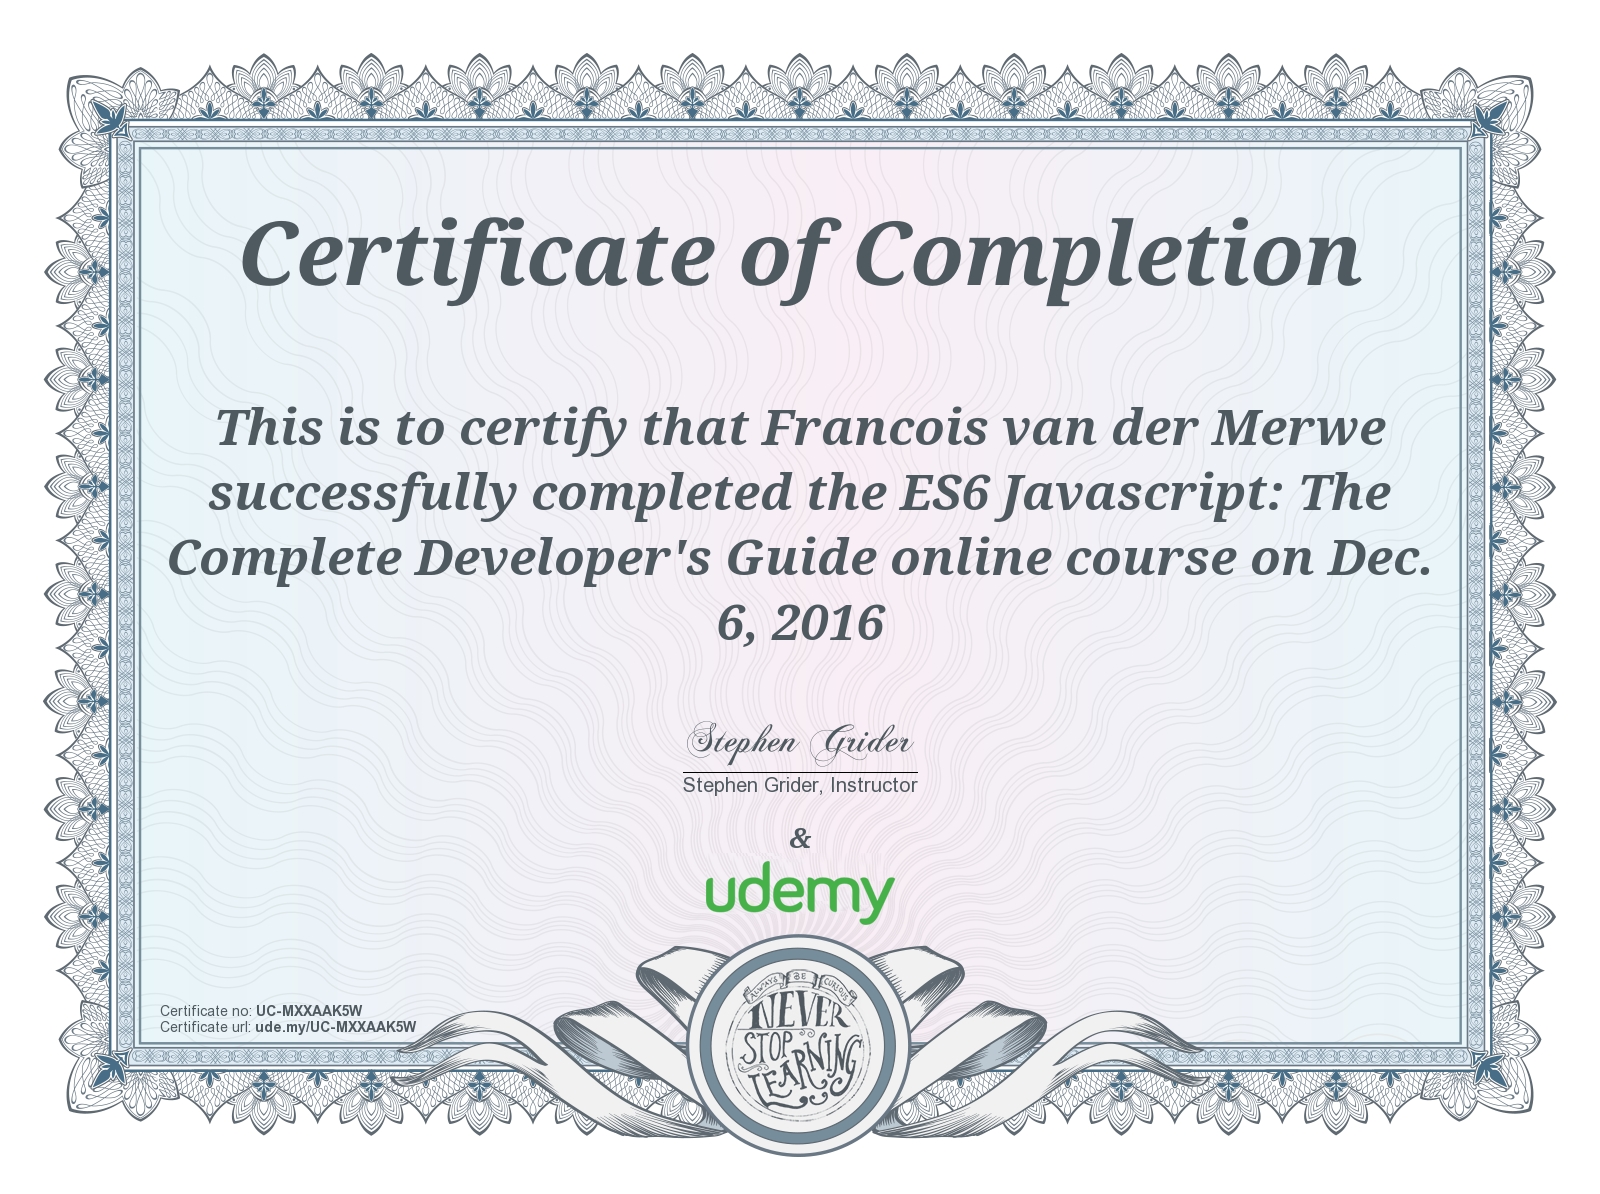 Certificate of Completion
This is to certify that Francois van der Merwe
successfully completed the ES6 Javascript: The
Complete Developer's Guide online course on Dec.
6, 2016
Stephen Grider
Stephen Grider, Instructor
&
udemy
ALWAYS BE CURIOUS
NEVER
STOP
LEARNING
Certificate no: UC-MXXAAK5W
Certificate url: ude.my/UC-MXXAAK5W